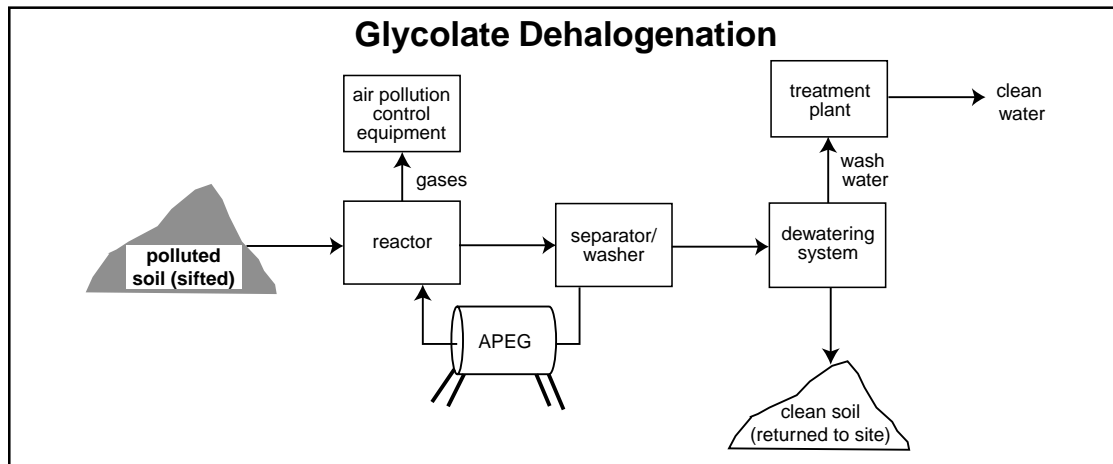 Glycolate Dehalogenation
air pollution
control
equipment
treatment
plant
clean
water
gases
wash
water
polluted
soil (sifted)
reactor
separator/
washer
dewatering
system
APEG
clean soil
(returned to site)